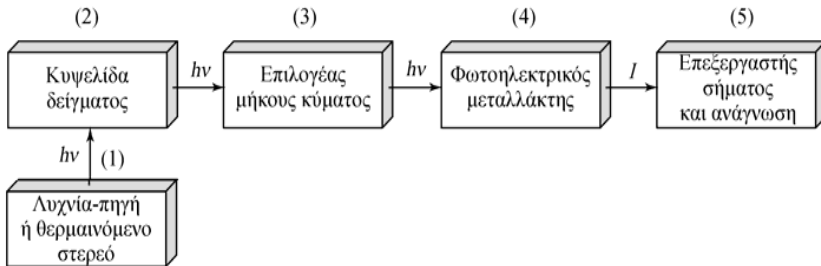 (2)
(3)
(4)
(5)
Κυψελίδα
δείγματος
hν
Επιλογέας
μήκους κύματος
hν
Φωτοηλεκτρικός
μεταλλάκτης
I
Επεξεργαστής
σήματος
και ανάγνωση
hν
(1)
Λυχνία-πηγή
ή θερμαινόμενο
στερεό